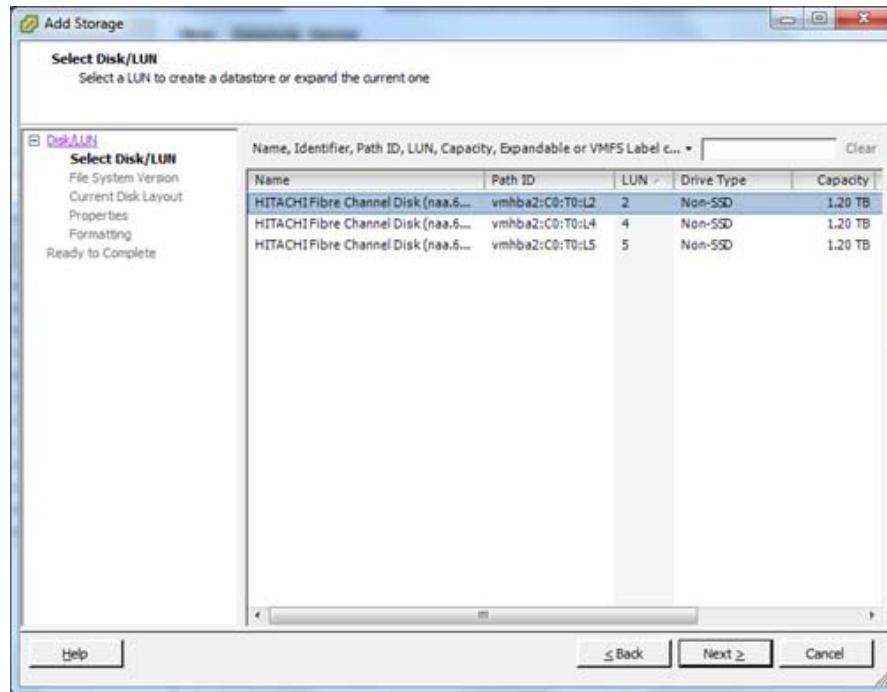 Add Storage
Select Disk/LUN
Select a LUN to create a datastore or expand the current one
Disk/LUN
Select Disk/LUN
File System Version
Current Disk Layout
Properties
Formatting
Ready to Complete
Name, Identifier, Path ID, LUN, Capacity, Expandable or VMFS Label c... Clear
Name Path ID LUN Drive Type Capacity
HITACHI Fibre Channel Disk (naa.6... vmhba2:C0:T0:L2 2 Non-SSD 1.20 TB
HITACHI Fibre Channel Disk (naa.6... vmhba2:C0:T0:L4 4 Non-SSD 1.20 TB
HITACHI Fibre Channel Disk (naa.6... vmhba2:C0:T0:L5 5 Non-SSD 1.20 TB
Help ≤ Back Next ≥ Cancel